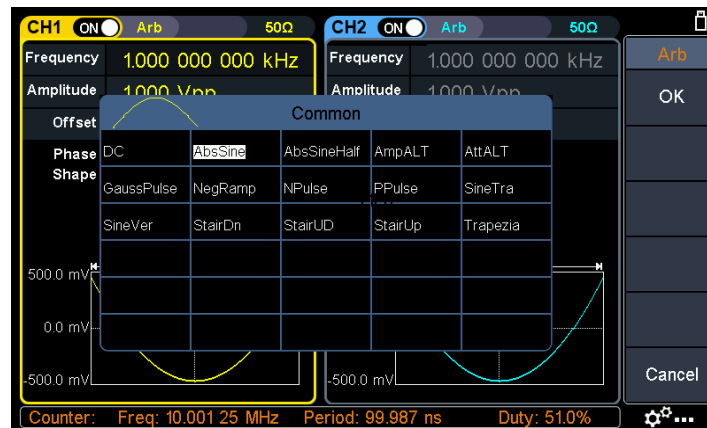 CH1 ON Arb 50Ω CH2 ON Arb 50Ω
Frequency 1.000 000 000 kHz Frequency 1.000 000 000 kHz Arb
Amplitude 1.000 Vpp Amplitude 1.000 Vpp OK
Offset Common
Phase DC AbsSine AbsSineHalf AmpALT AttALT
Shape GaussPulse NegRamp NPulse PPulse SineTra
SineVer StairDn StairUD StairUp Trapezia
500.0 mV
0.0 mV
-500.0 mV -500.0 mV Cancel
Counter: Freq: 10.001 25 MHz Period: 99.987 ns Duty: 51.0%